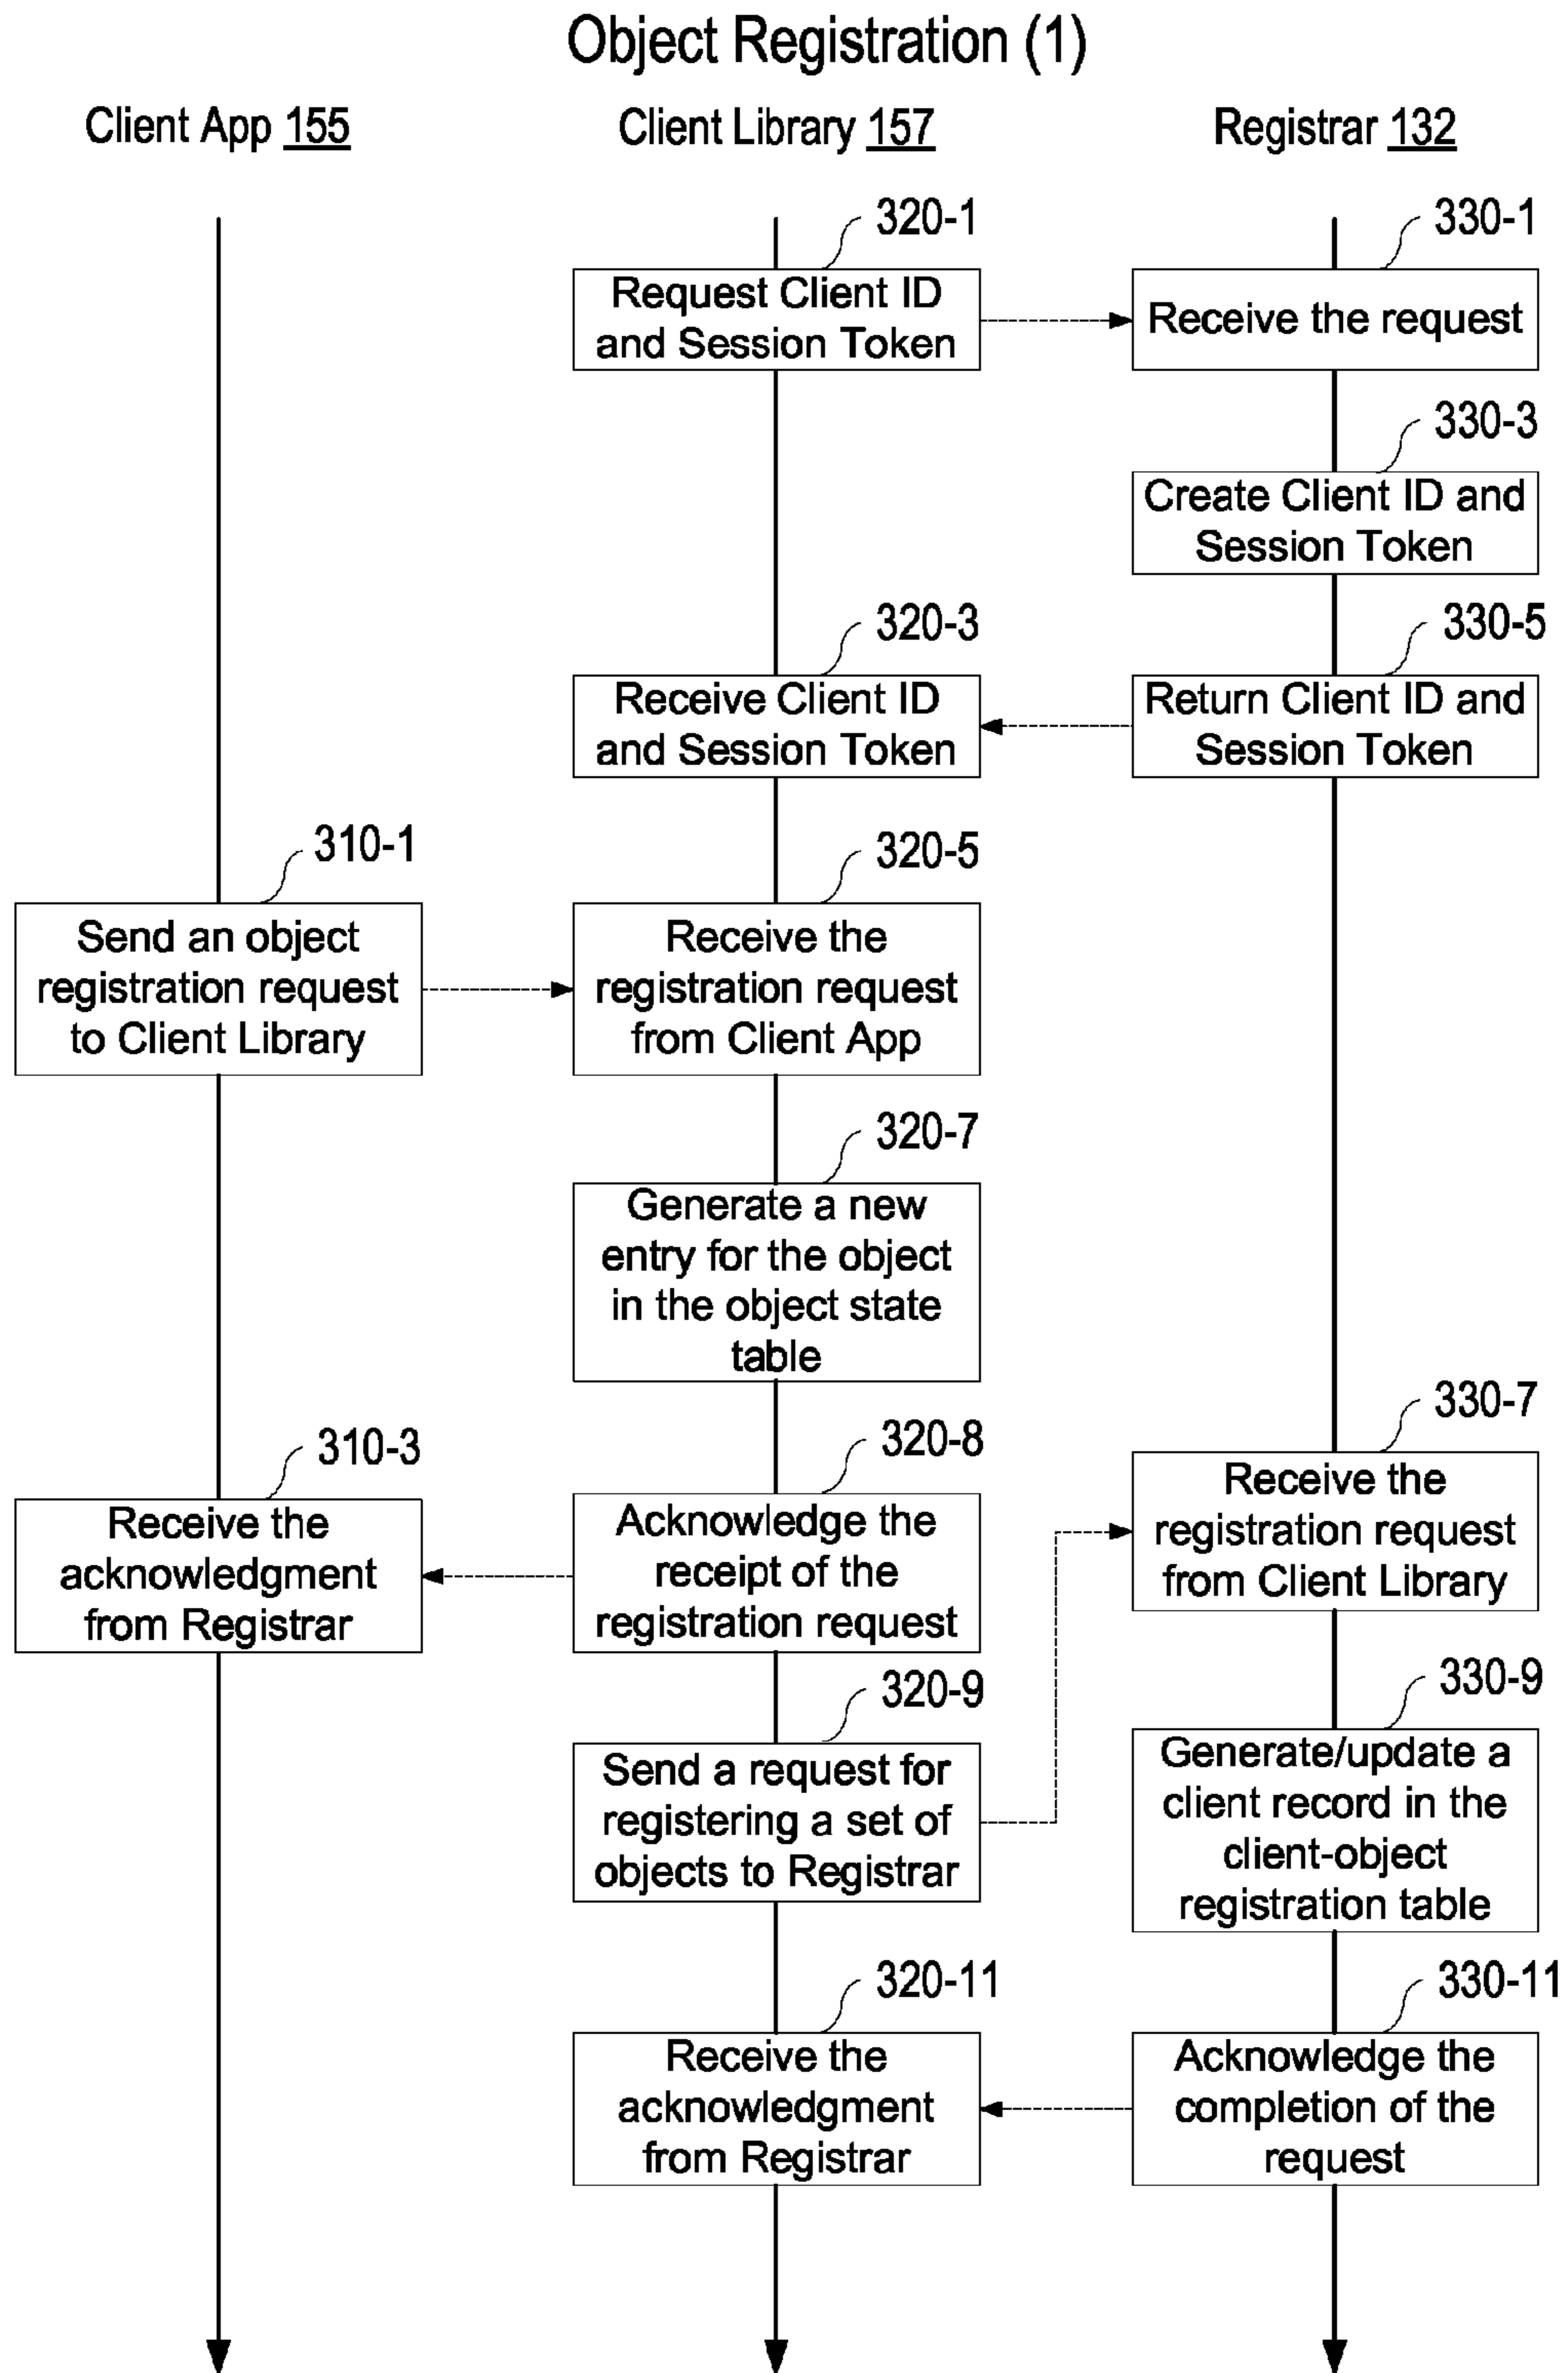 Object Registration (1)
Client App 155
Client Library 157
Registrar 132
320-1
330-1
Request Client ID
and Session Token
Receive the request
330-3
Create Client ID and
Session Token
320-3
330-5
Receive Client ID
and Session Token
Return Client ID and
Session Token
310-1
320-5
Send an object
registration request
to Client Library
Receive the
registration request
from Client App
320-7
Generate a new
entry for the object
in the object state
table
310-3
320-8
330-7
Receive the
acknowledgment
from Registrar
Acknowledge the
receipt of the
registration request
Receive the
registration request
from Client Library
320-9
330-9
Send a request for
registering a set of
objects to Registrar
Generate/update a
client record in the
client-object
registration table
320-11
330-11
Receive the
acknowledgment
from Registrar
Acknowledge the
completion of the
request